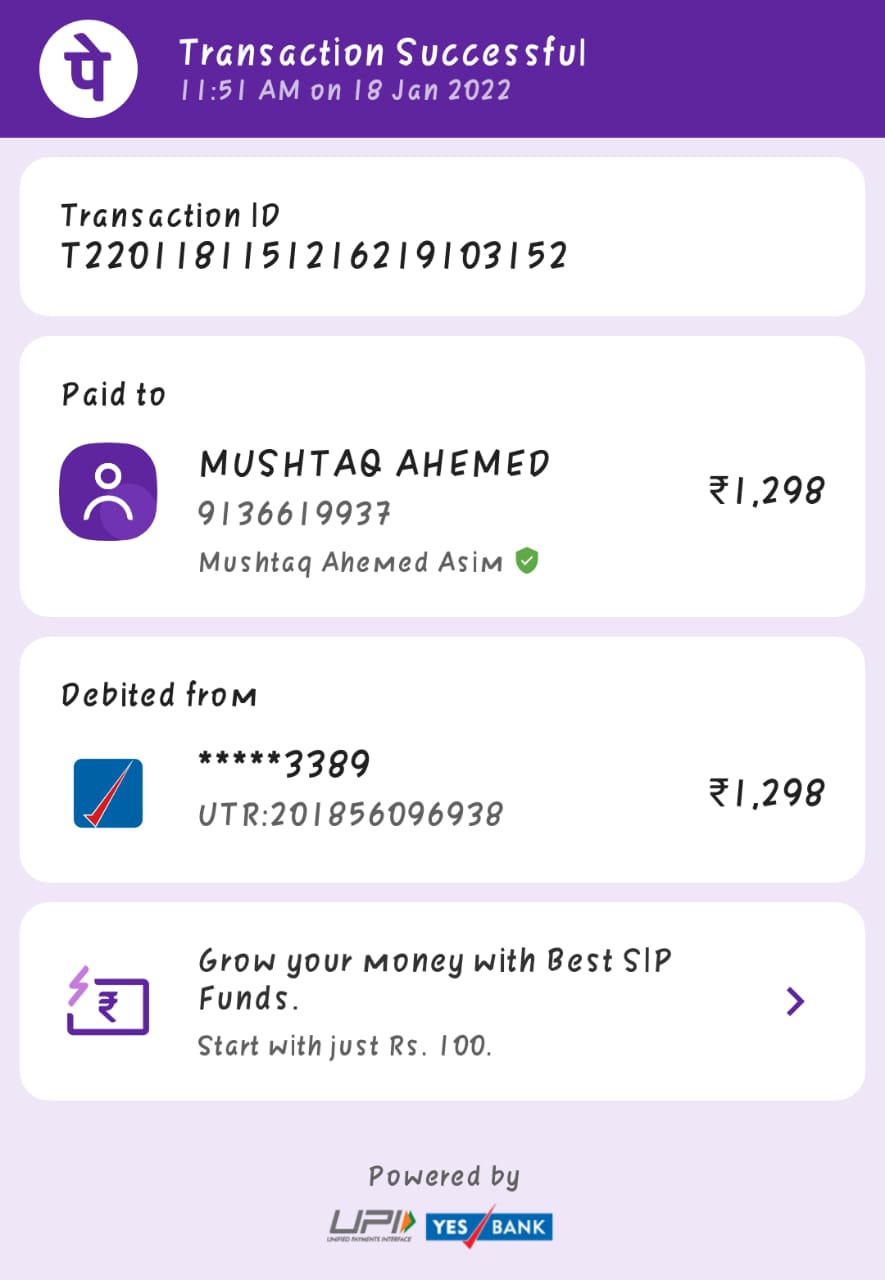 पे
Transaction Successful
11:51 AM on 18 Jan 2022
Transaction ID
T2201181151216219103152
Paid to
MUSHTAQ AHEMED
₹1,298
9136619937
Mushtaq Ahemed Asim
Debited from
*****3389
₹1,298
UTR:201856096938
Grow your money with Best SIP
Funds.
₹
Start with just Rs. 100.
Powered by
UPI
UNIFIED PAYMENTS INTERFACE
YES BANK